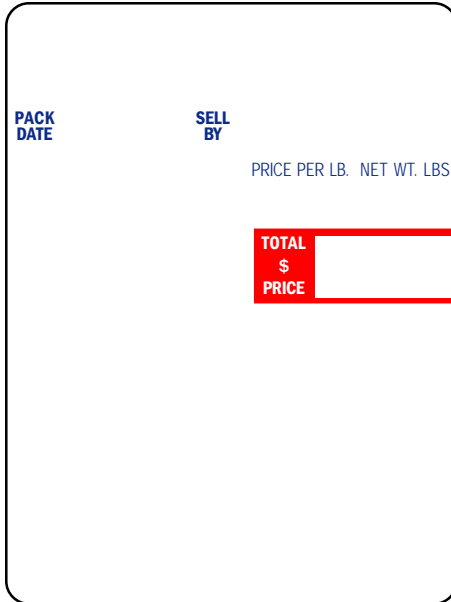 PACK
DATE
SELL
BY
PRICE PER LB. NET WT. LBS
TOTAL
$
PRICE